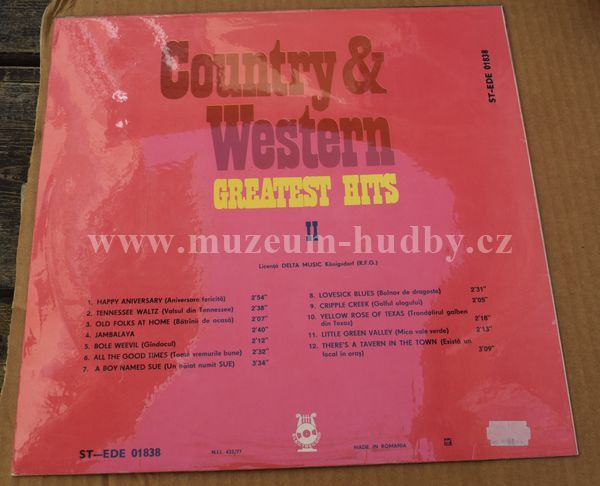 Country &
Western
GREATEST HITS
II
ST-EDE 01838
www.muzeum-hudby.cz
Licență DELTA MUSIC Königsdorf (R.F.G.)
1. HAPPY ANIVERSARY (Aniversare fericită) 2'54"
2. TENNESSEE WALTZ (Valsul din Tennessee) 2'38"
3. OLD FOLKS AT HOME (Bătrînii de acasă) 2'07"
4. JAMBALAYA 2'40"
5. BOLE WEEVIL (Gîndacul) 2'12"
6. ALL THE GOOD TIMES (Toate vremurile bune) 2'32"
7. A BOY NAMED SUE (Un băiat numit SUE) 3'34"
8. LOVESICK BLUES (Bolnav de dragoste) 2'31"
9. CRIPPLE CREEK (Golful ologului) 2'05"
10. YELLOW ROSE OF TEXAS (Trandafirul galben
din Texas) 2'18"
11. LITTLE GREEN VALLEY (Mica vale verde) 2'13"
12. THERE'S A TAVERN IN THE TOWN (Există un
local în oraș) 3'09"
ST—EDE 01838
N.I.I. 432/77
MADE IN ROMANIA